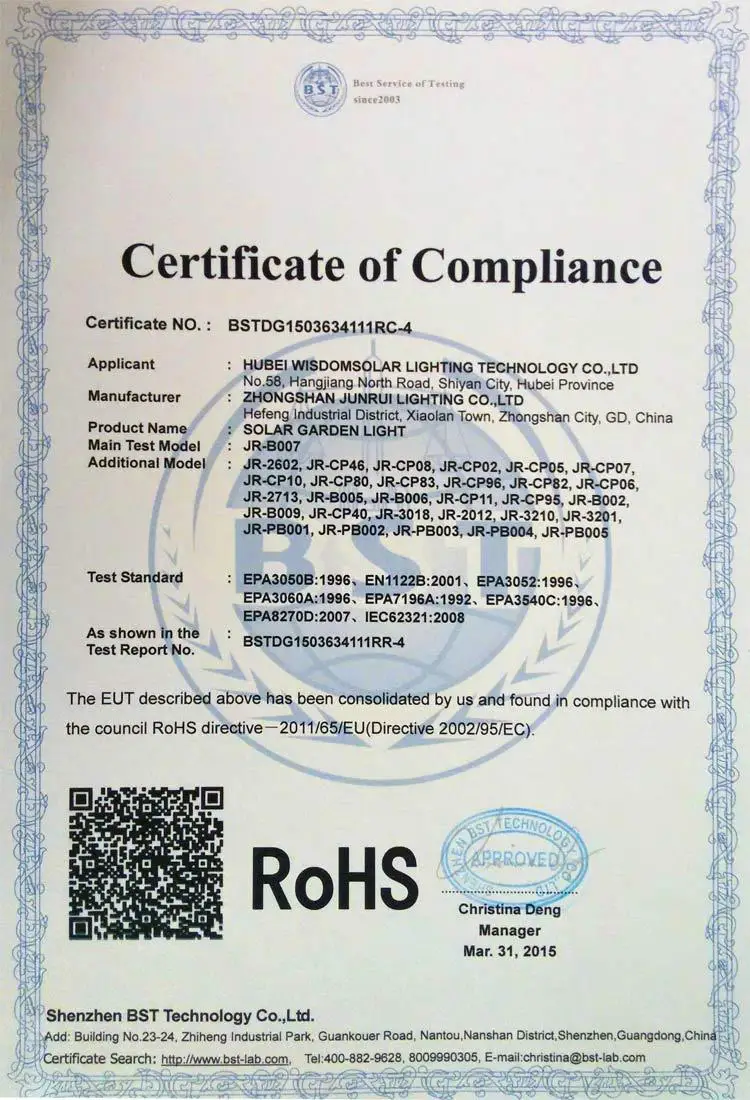 BST
Best Service of Testing
since2003
Certificate of Compliance
Certificate NO. : BSTDG1503634111RC-4
Applicant : HUBEI WISDOMSOLAR LIGHTING TECHNOLOGY CO.,LTD
No.58, Hangjiang North Road, Shiyan City, Hubei Province
Manufacturer : ZHONGSHAN JUNRUI LIGHTING CO.,LTD
Hefeng Industrial District, Xiaolan Town, Zhongshan City, GD, China
Product Name : SOLAR GARDEN LIGHT
Main Test Model : JR-B007
Additional Model : JR-2602, JR-CP46, JR-CP08, JR-CP02, JR-CP05, JR-CP07,
JR-CP10, JR-CP80, JR-CP83, JR-CP96, JR-CP82, JR-CP06,
JR-2713, JR-B005, JR-B006, JR-CP11, JR-CP95, JR-B002,
JR-B009, JR-CP40, JR-3018, JR-2012, JR-3210, JR-3201,
JR-PB001, JR-PB002, JR-PB003, JR-PB004, JR-PB005
BST
Test Standard : EPA3050B:1996、EN1122B:2001、EPA3052:1996、
EPA3060A:1996、EPA7196A:1992、EPA3540C:1996、
EPA8270D:2007、IEC62321:2008
As shown in the
Test Report No. : BSTDG1503634111RR-4
The EUT described above has been consolidated by us and found in compliance with
the council RoHS directive－2011/65/EU(Directive 2002/95/EC).
RoHS
BST TECHNOLOGY
APPROVED
Christina Deng
Manager
Mar. 31, 2015
Shenzhen BST Technology Co.,Ltd.
Add: Building No.23-24, Zhiheng Industrial Park, Guankouer Road, Nantou,Nanshan District,Shenzhen,Guangdong,China
Certificate Search: http://www.bst-lab.com, Tel:400-882-9628, 8009990305, E-mail:christina@bst-lab.com